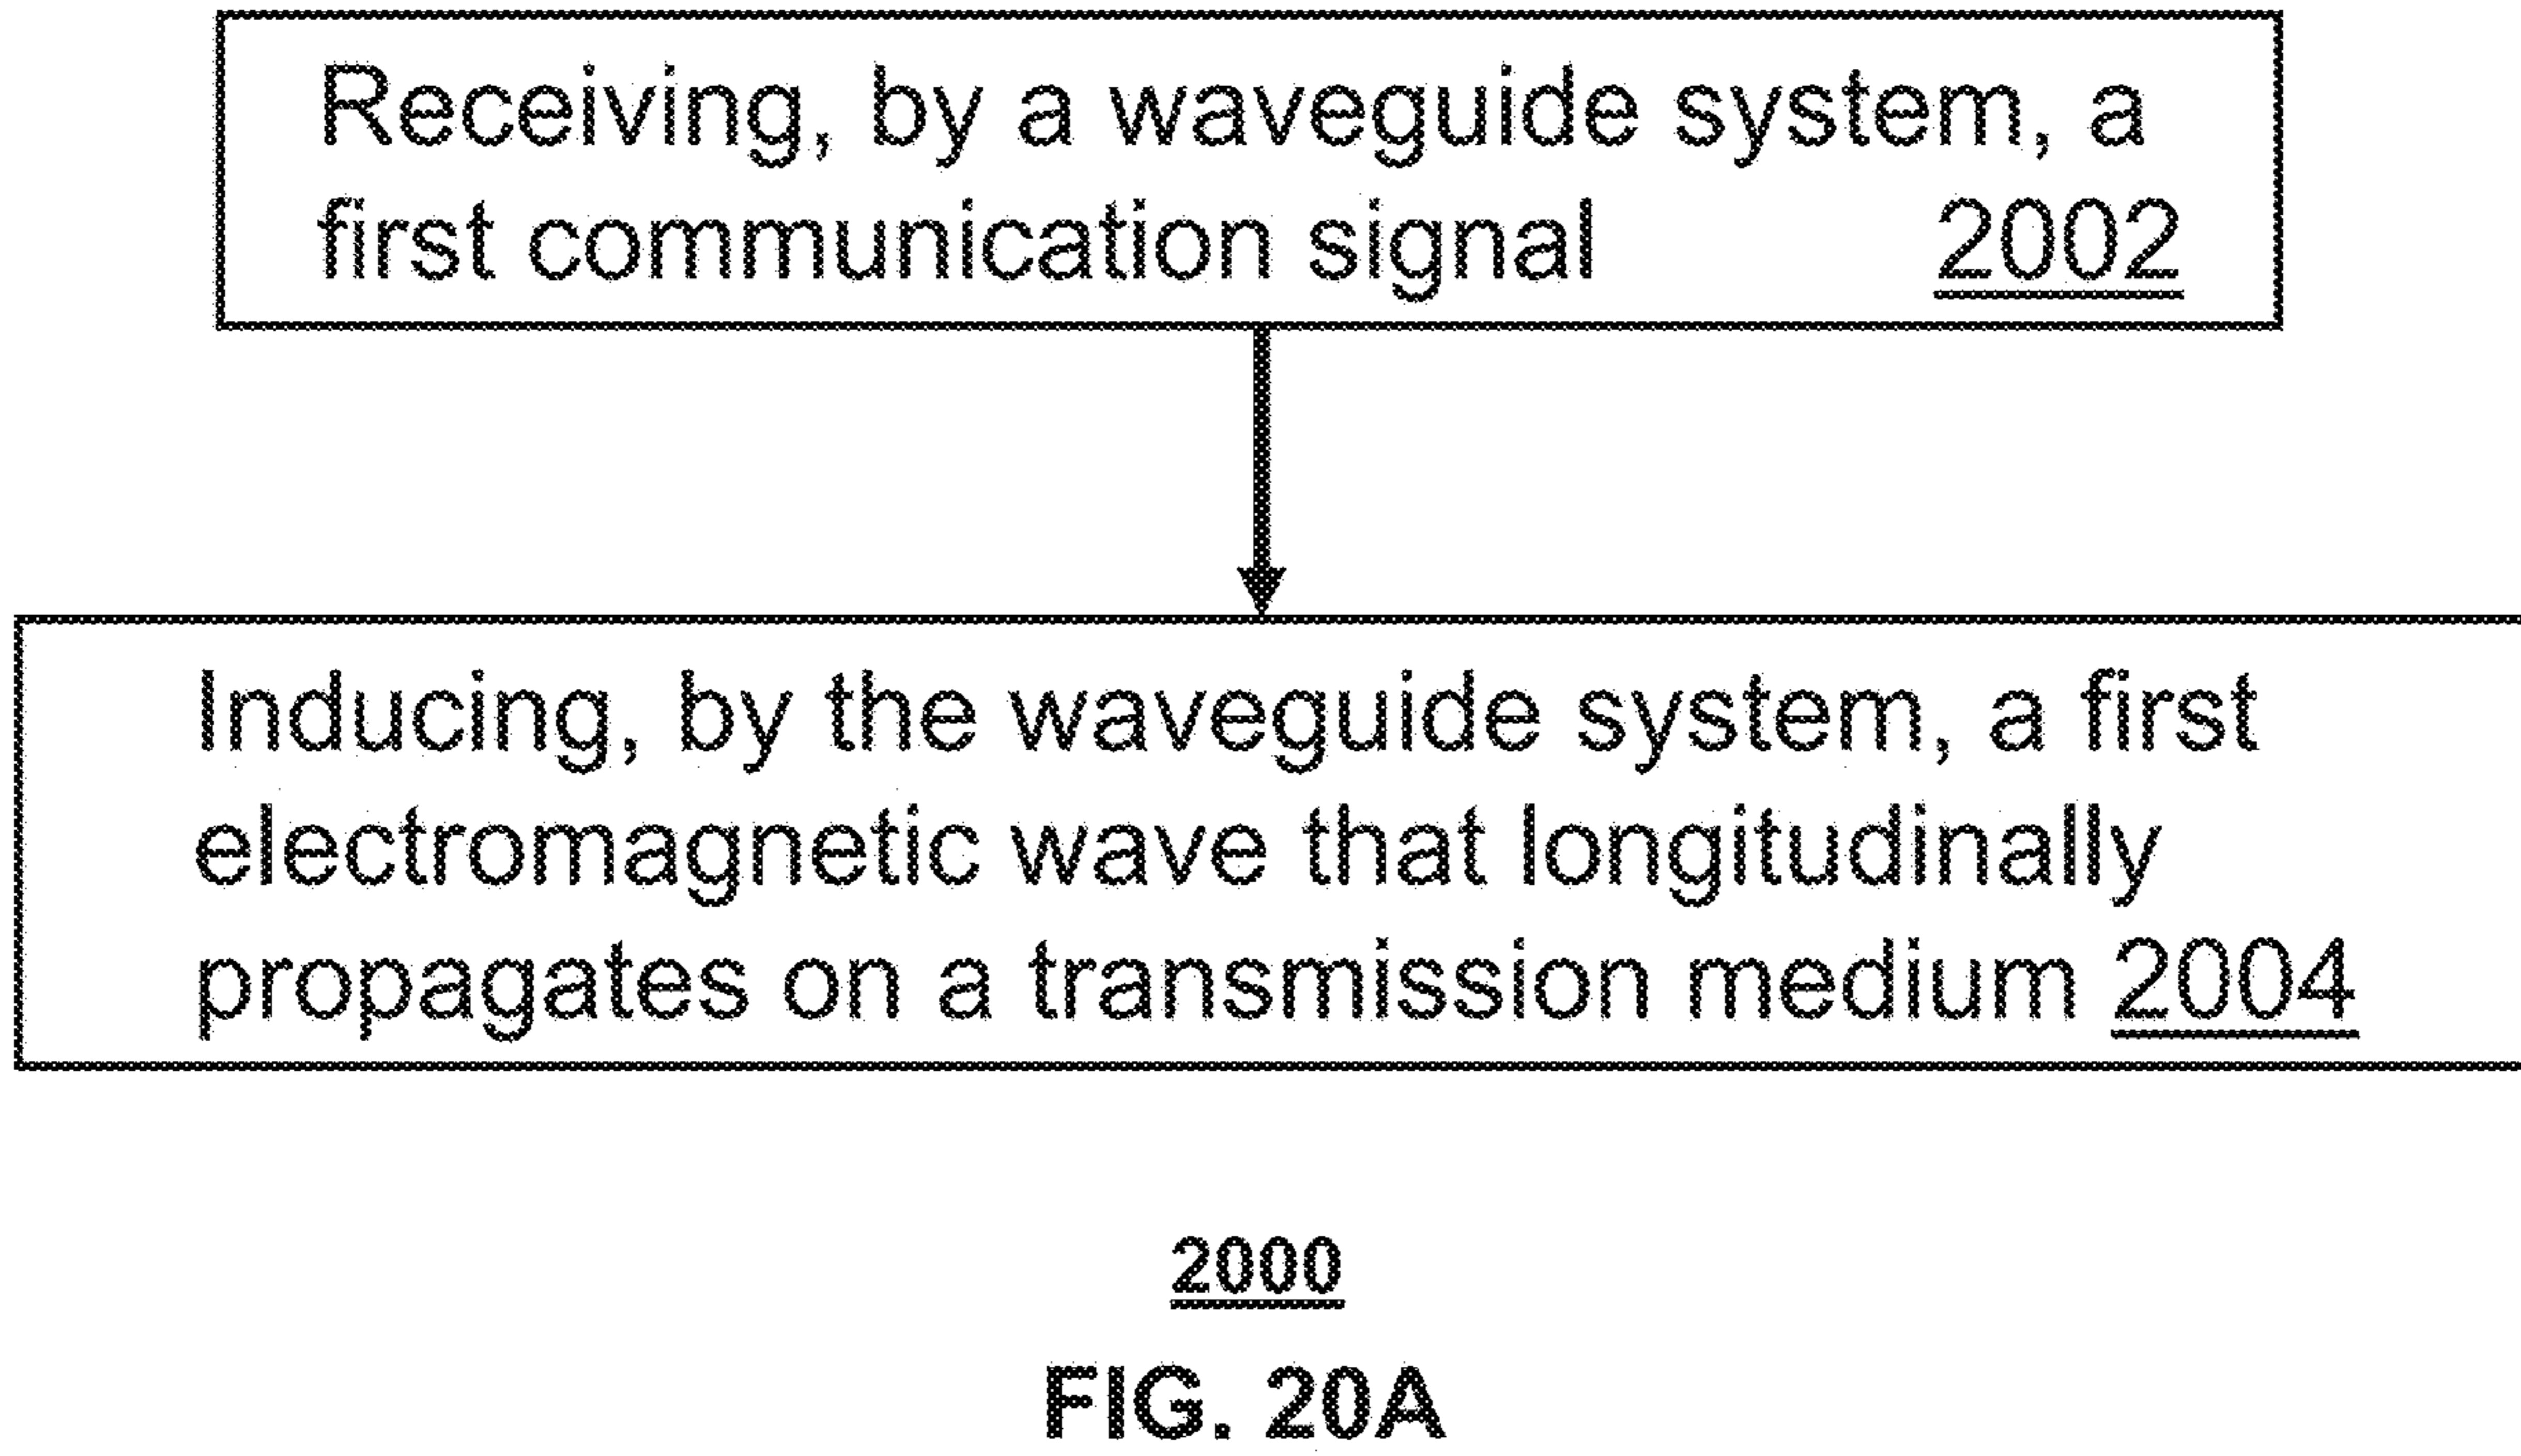 Receiving, by a waveguide system, a
first communication signal 2002
Inducing, by the waveguide system, a first
electromagnetic wave that longitudinally
propagates on a transmission medium 2004
2000
FIG. 20A